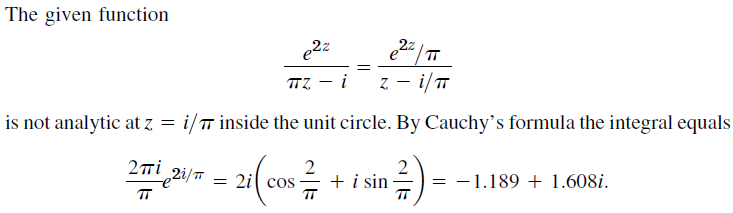 The given function
e^{2z}/(πz − i) = (e^{2z}/π)/(z − i/π)
is not analytic at z = i/π inside the unit circle. By Cauchy’s formula the integral equals
(2πi/π)e^{2i/π} = 2i(cos 2/π + i sin 2/π) = −1.189 + 1.608i.